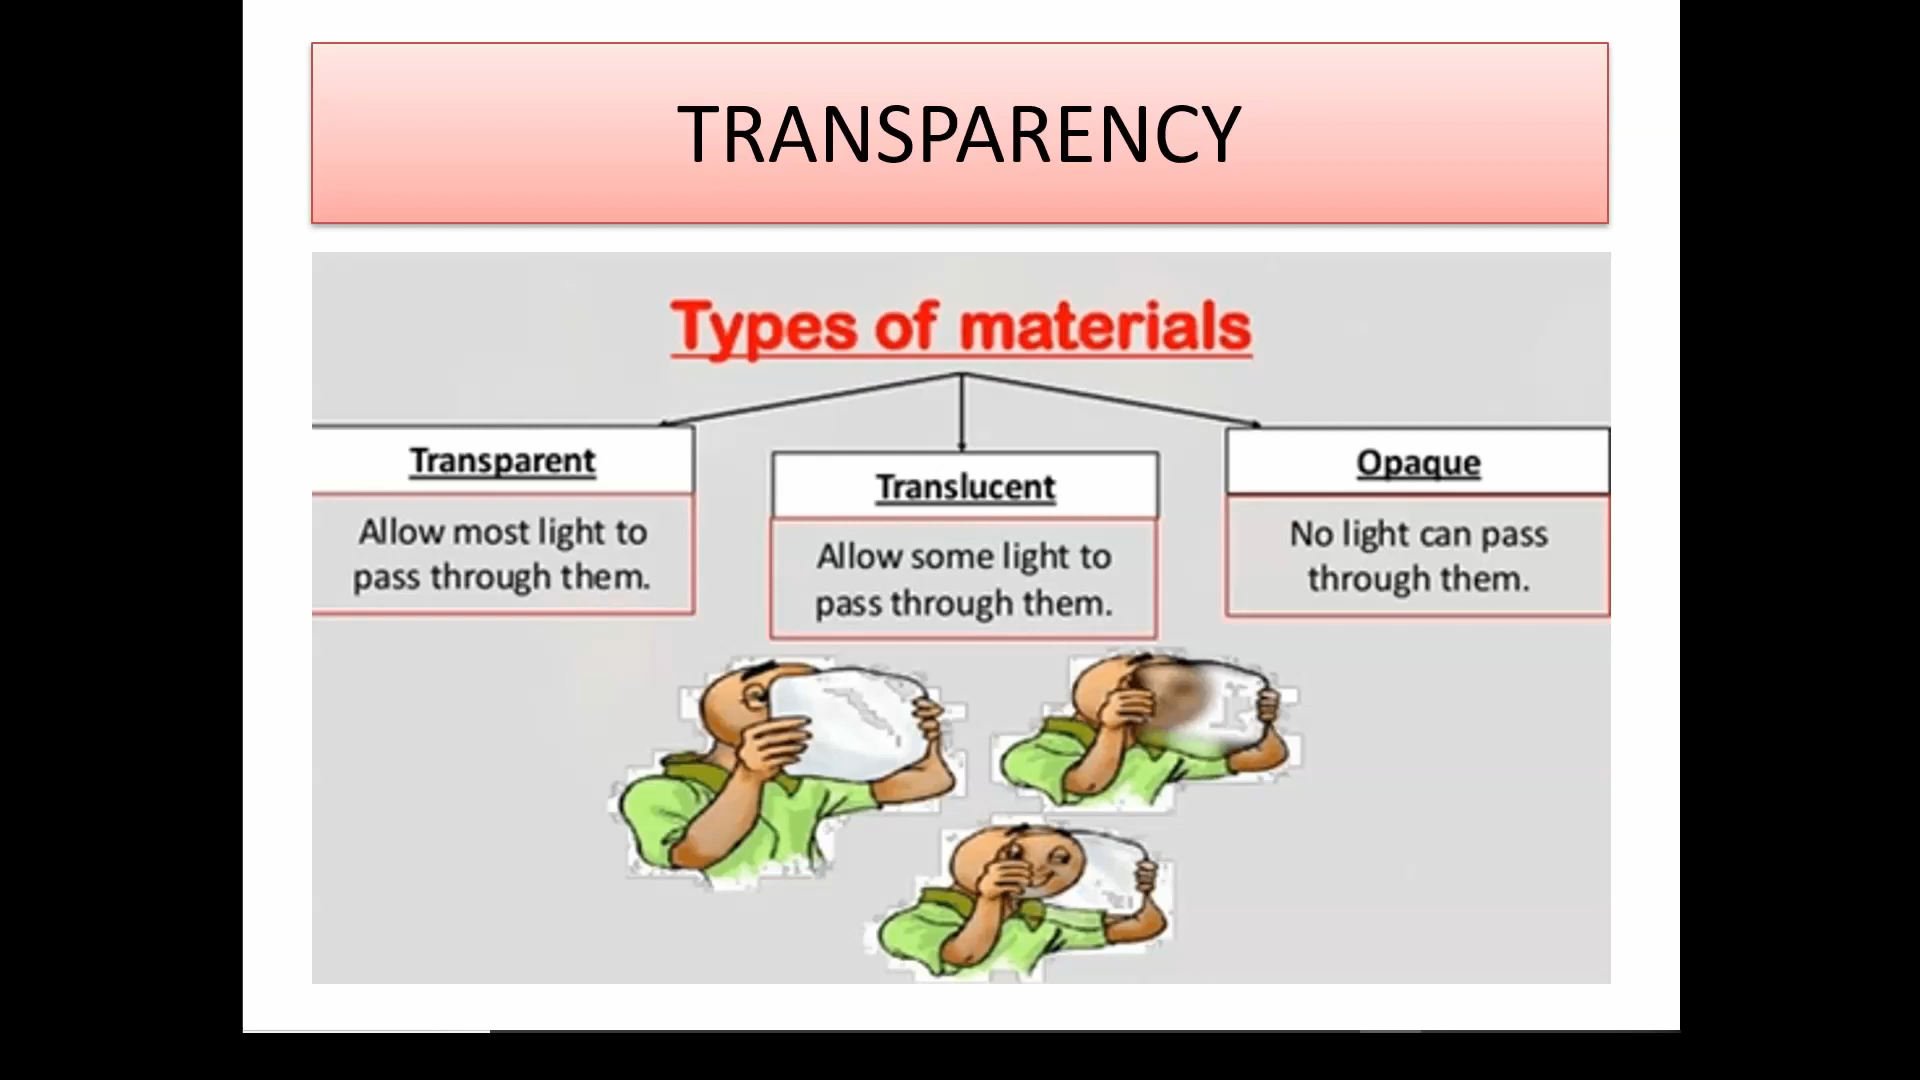 TRANSPARENCY
Types of materials
Transparent
Allow most light to
pass through them.
Translucent
Allow some light to
pass through them.
Opaque
No light can pass
through them.